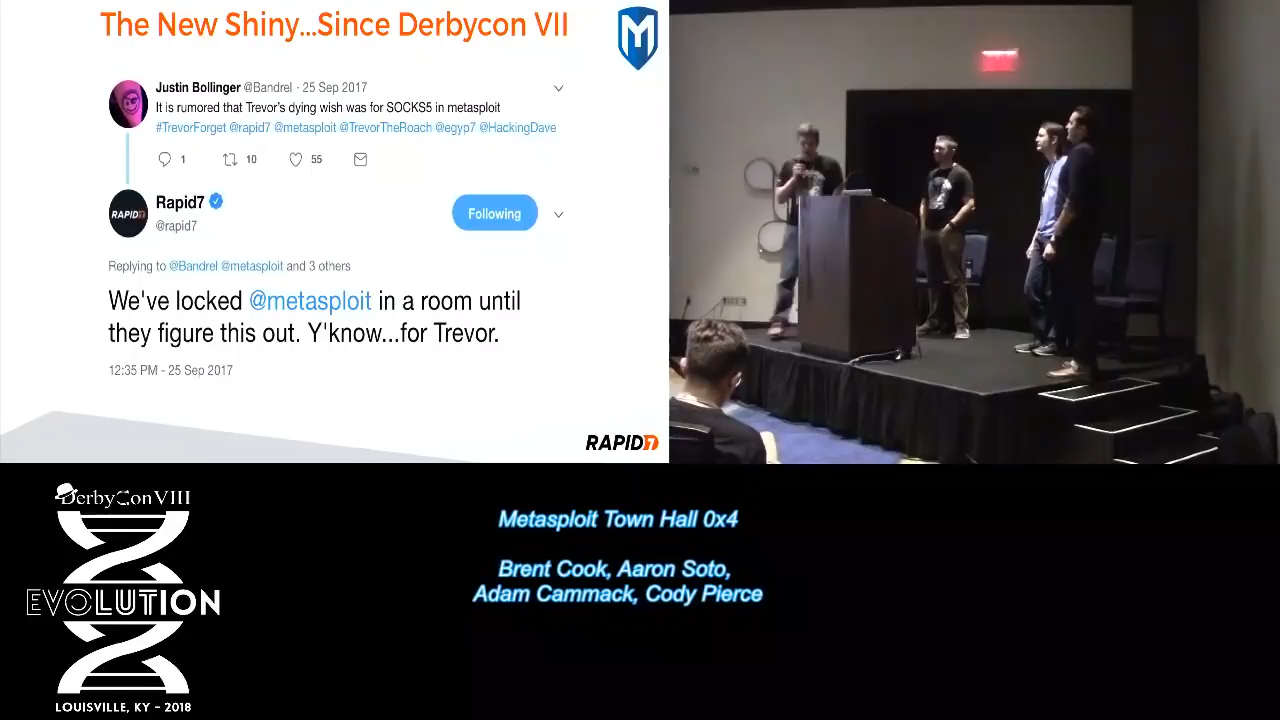 The New Shiny...Since Derbycon VII
Justin Bollinger @Bandrel · 25 Sep 2017
It is rumored that Trevor's dying wish was for SOCKS5 in metasploit
#TrevorForget @rapid7 @metasploit @TrevorTheRoach @egyp7 @HackingDave
1 10 55
RAPID7
Rapid7
@rapid7
Following
Replying to @Bandrel @metasploit and 3 others
We've locked @metasploit in a room until
they figure this out. Y'know...for Trevor.
12:35 PM - 25 Sep 2017
RAPID7
DerbyCon VIII
EVOLUTION
LOUISVILLE, KY - 2018
Metasploit Town Hall 0x4
Brent Cook, Aaron Soto,
Adam Cammack, Cody Pierce